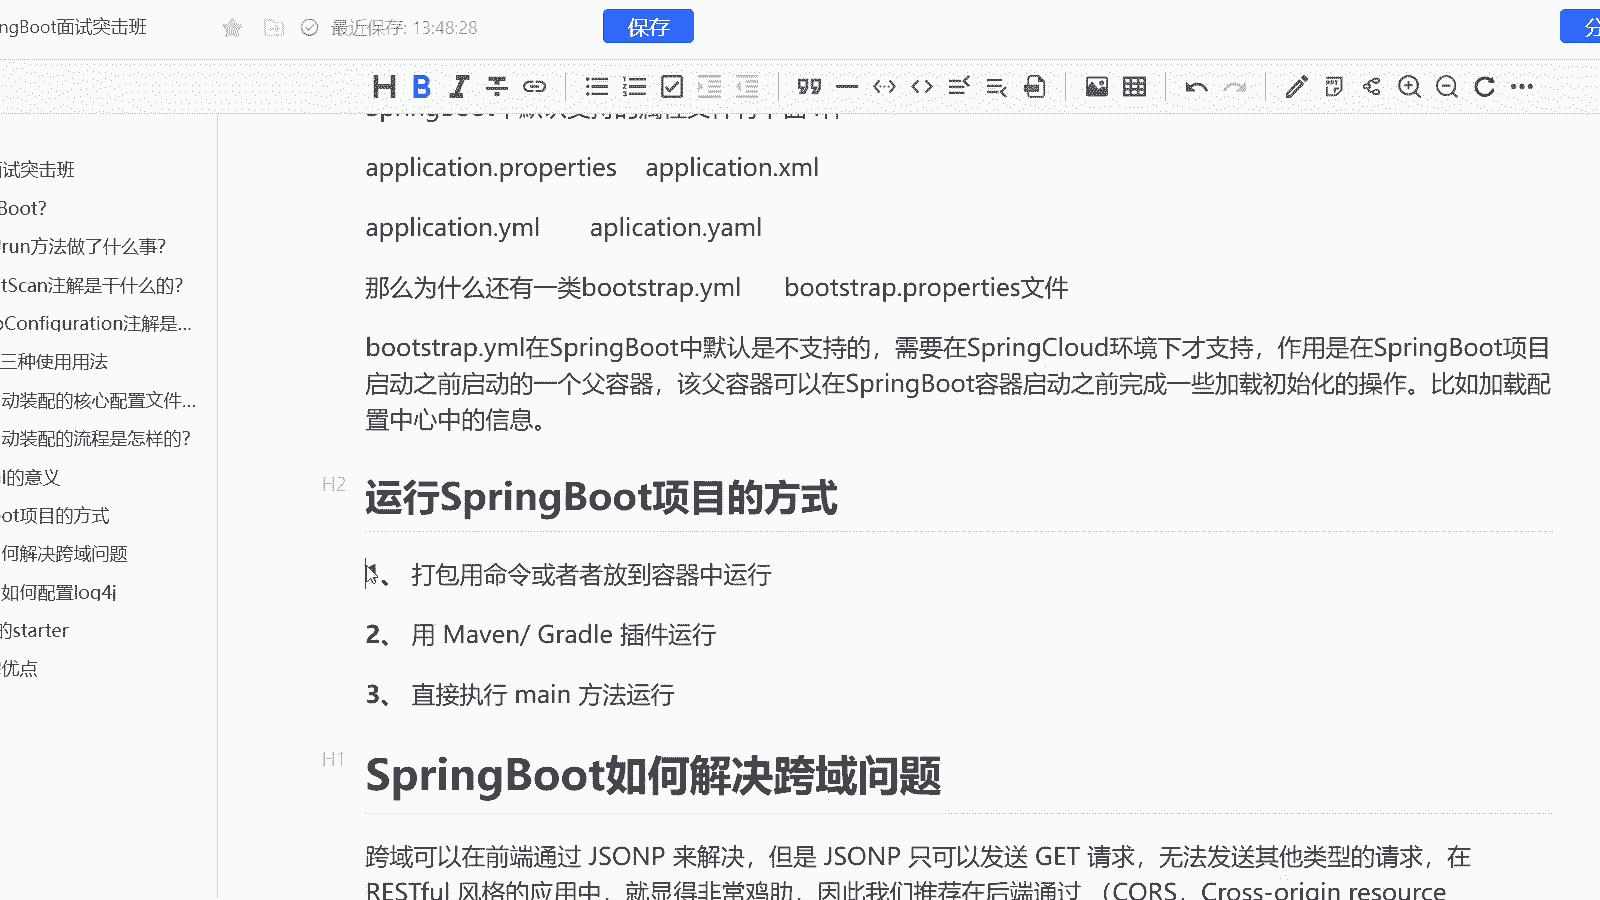 ngBoot面试突击班
最近保存: 13:48:28
保存
分
application.properties application.xml
application.yml aplication.yaml
那么为什么还有一类bootstrap.yml bootstrap.properties文件
bootstrap.yml在SpringBoot中默认是不支持的，需要在SpringCloud环境下才支持，作用是在SpringBoot项目
启动之前启动的一个父容器，该父容器可以在SpringBoot容器启动之前完成一些加载初始化的操作。比如加载配
置中心中的信息。
H2
运行SpringBoot项目的方式
、 打包用命令或者者放到容器中运行
2、 用 Maven/ Gradle 插件运行
3、 直接执行 main 方法运行
H1
SpringBoot如何解决跨域问题
跨域可以在前端通过 JSONP 来解决，但是 JSONP 只可以发送 GET 请求，无法发送其他类型的请求，在
RESTful 风格的应用中，就显得非常鸡肋，因此我们推荐在后端通过 （CORS，Cross-origin resource
面试突击班
Boot?
run方法做了什么事?
tScan注解是干什么的?
oConfiguration注解是...
三种使用用法
动装配的核心配置文件...
动装配的流程是怎样的?
l的意义
ot项目的方式
何解决跨域问题
如何配置log4j
的starter
优点